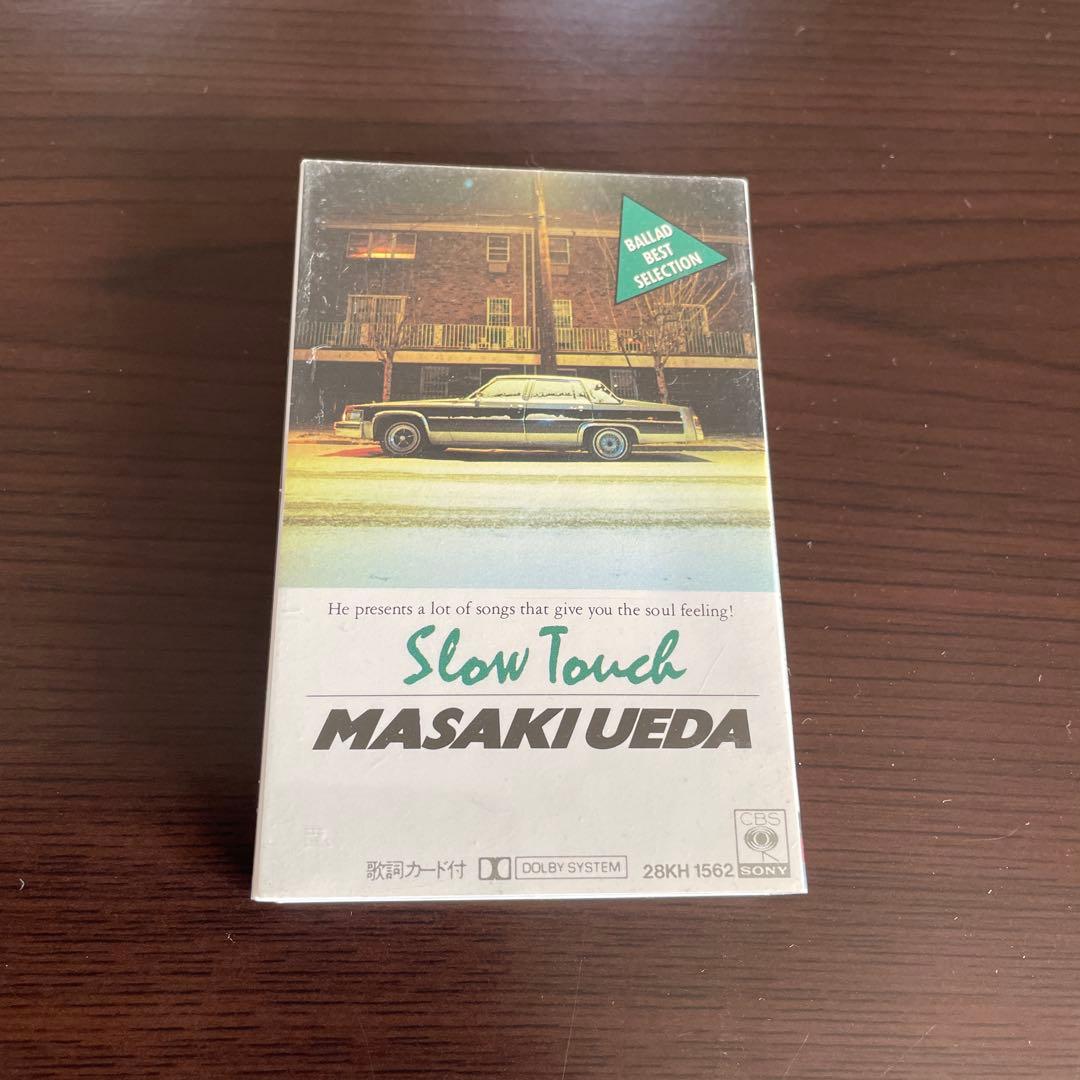 BALLAD
BEST
SELECTION
He presents a lot of songs that give you the soul feeling!
Slow Touch
MASAKI UEDA
歌詞カード付 DOLBY SYSTEM 28KH 1562
CBS
SONY